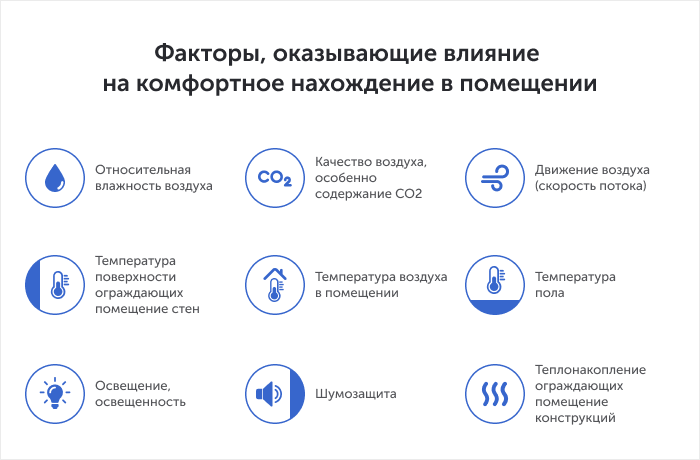 Факторы, оказывающие влияние
на комфортное нахождение в помещении
Относительная
влажность воздуха
CO2
Качество воздуха,
особенно
содержание CO2
Движение воздуха
(скорость потока)
Температура
поверхности
ограждающих
помещение стен
Температура воздуха
в помещении
Температура
пола
Освещение,
освещенность
Шумозащита
Теплонакопление
ограждающих
помещение
конструкций